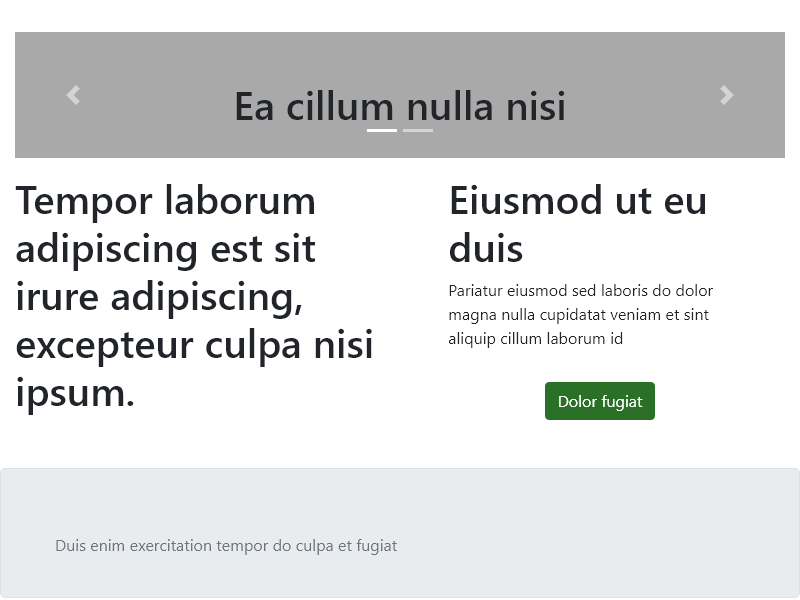 Ea cillum nulla nisi
Tempor laborum
adipiscing est sit
irure adipiscing,
excepteur culpa nisi
ipsum.
Eiusmod ut eu
duis
Pariatur eiusmod sed laboris do dolor
magna nulla cupidatat veniam et sint
aliquip cillum laborum id
Dolor fugiat
Duis enim exercitation tempor do culpa et fugiat